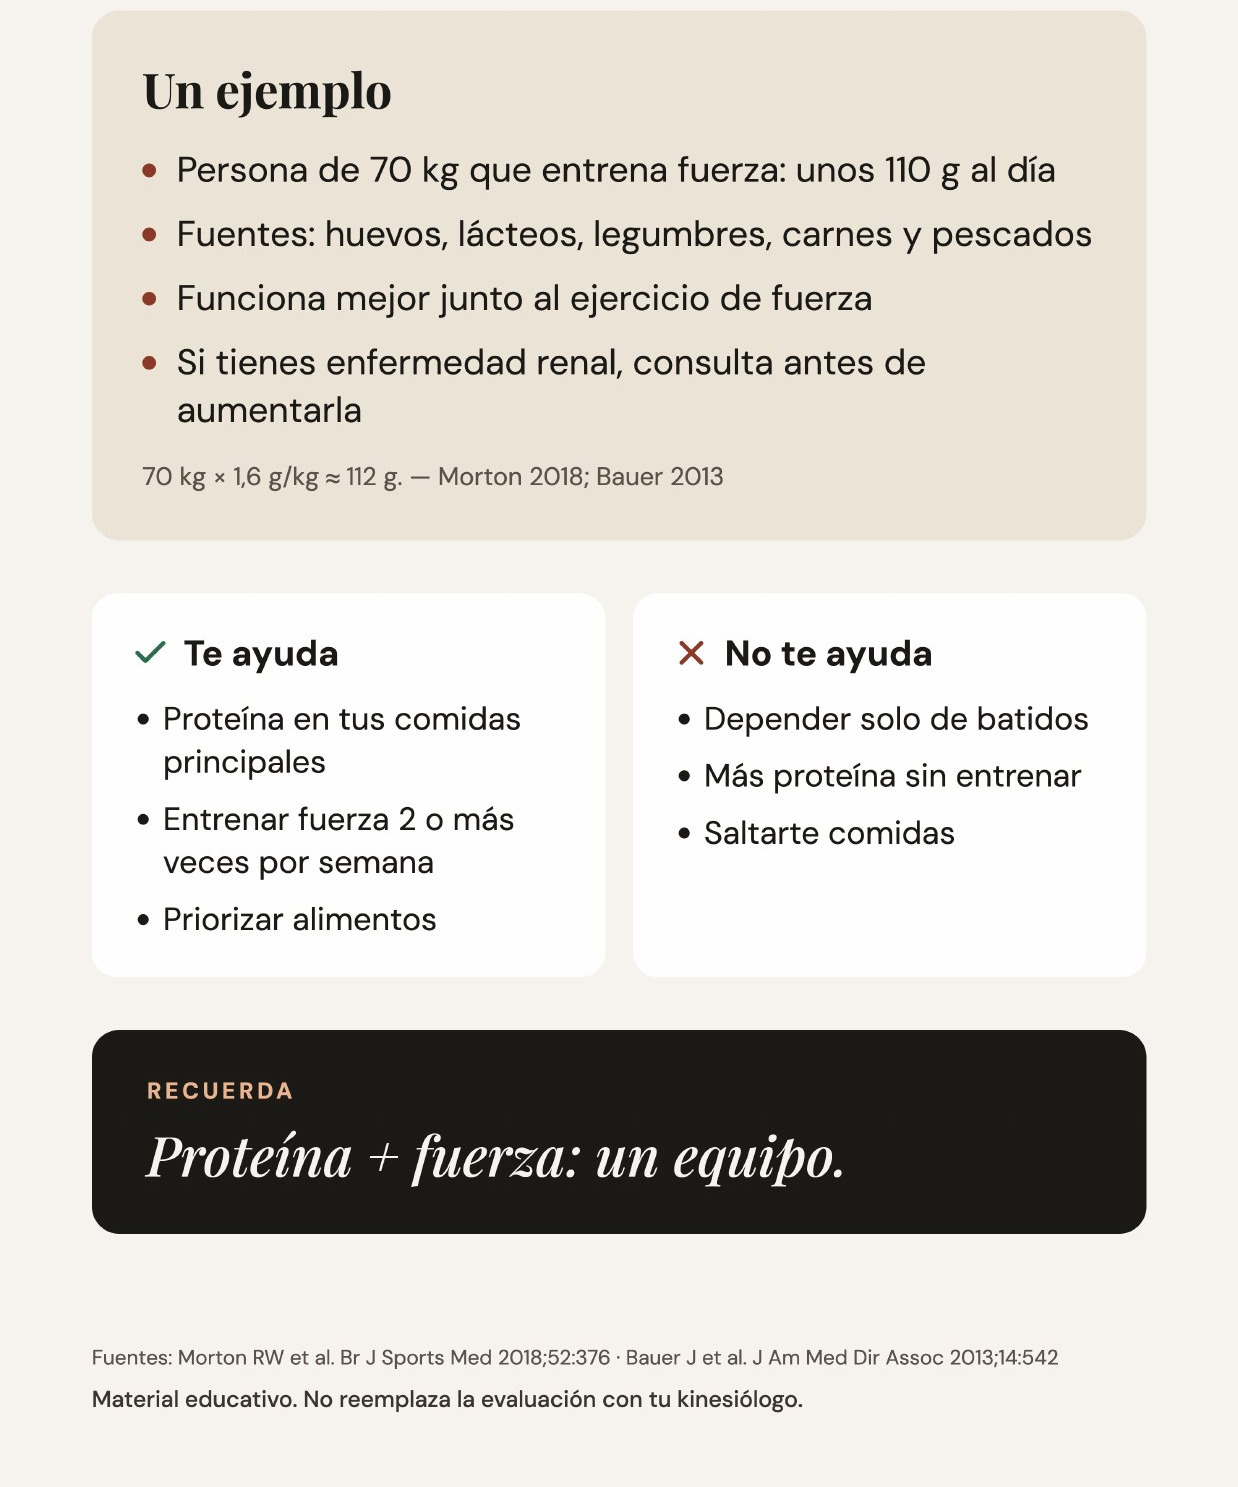 Un ejemplo
• Persona de 70 kg que entrena fuerza: unos 110 g al día
• Fuentes: huevos, lácteos, legumbres, carnes y pescados
• Funciona mejor junto al ejercicio de fuerza
• Si tienes enfermedad renal, consulta antes de
aumentarla
70 kg × 1,6 g/kg ≈ 112 g. — Morton 2018; Bauer 2013
✓ Te ayuda
• Proteína en tus comidas
principales
• Entrenar fuerza 2 o más
veces por semana
• Priorizar alimentos
✕ No te ayuda
• Depender solo de batidos
• Más proteína sin entrenar
• Saltarte comidas
RECUERDA
Proteína + fuerza: un equipo.
Fuentes: Morton RW et al. Br J Sports Med 2018;52:376 · Bauer J et al. J Am Med Dir Assoc 2013;14:542
Material educativo. No reemplaza la evaluación con tu kinesiólogo.